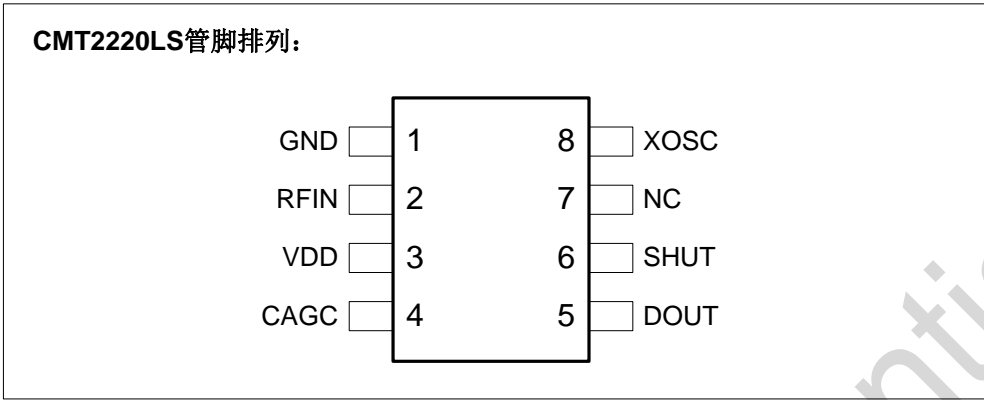 CMT2220LS管脚排列：
GND 1 8 XOSC
RFIN 2 7 NC
VDD 3 6 SHUT
CAGC 4 5 DOUT